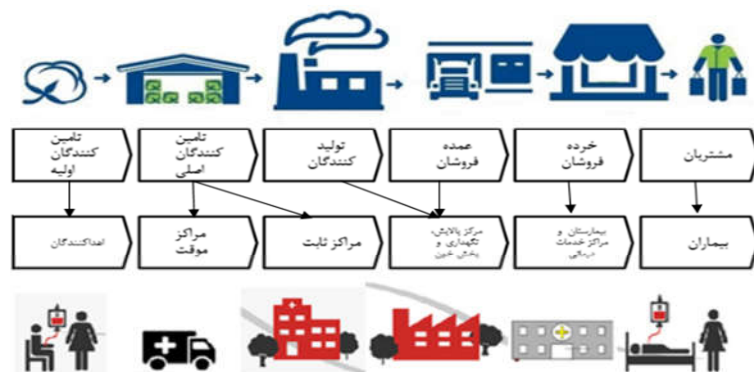 تامین
کنندگان
اولیه
تامین
کنندگان
اصلی
تولید
کنندگان
عمده
فروشان
خرده
فروشان
مشتریان
اهداکنندگان
مراکز
موقت
مراکز ثابت
مرکز پالایش،
نگهداری و
پخش خون
بیمارستان و
مراکز خدمات
درمانی
بیماران